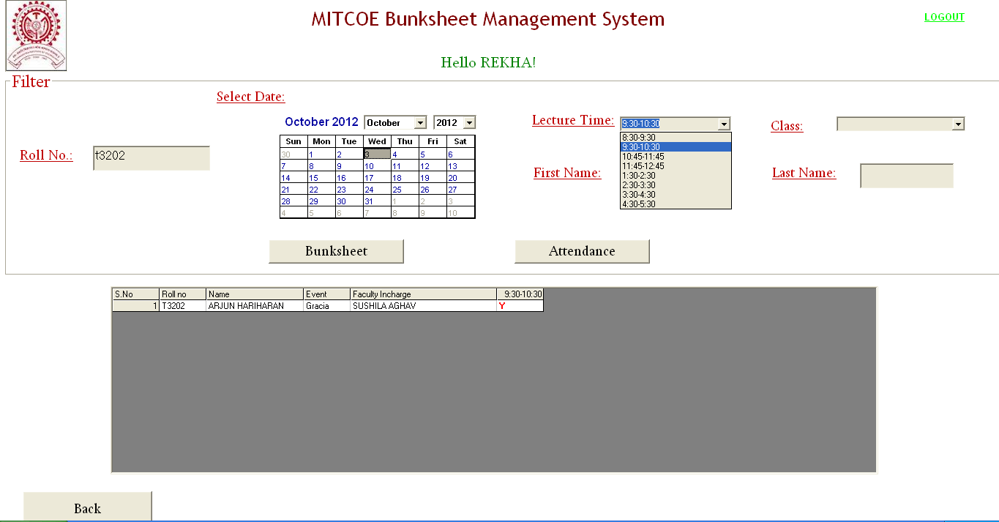 MITCOE Bunksheet Management System
LOGOUT
Hello REKHA!
Filter
Select Date:
October 2012 October 2012
Sun Mon Tue Wed Thu Fri Sat
30 1 2 3 4 5 6
7 8 9 10 11 12 13
14 15 16 17 18 19 20
21 22 23 24 25 26 27
28 29 30 31 1 2 3
4 5 6 7 8 9 10
Roll No.: t3202
Lecture Time: 9:30-10:30
8:30-9:30
9:30-10:30
10:45-11:45
11:45-12:45
1:30-2:30
2:30-3:30
3:30-4:30
4:30-5:30
Class:
First Name:
Last Name:
Bunksheet
Attendance
S.No Roll no Name Event Faculty Incharge 9:30-10:30
1 T3202 ARJUN HARIHARAN Gracia SUSHILA AGHAV Y
Back